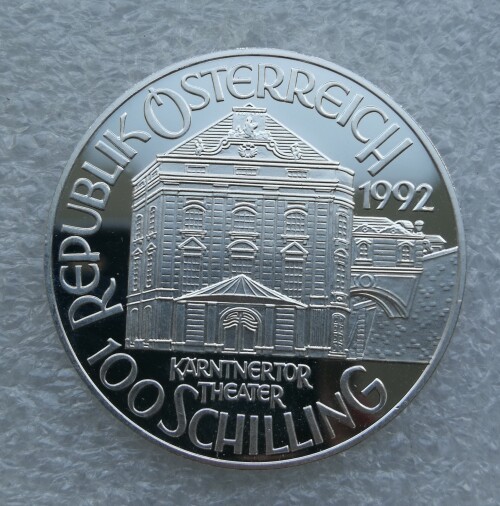 REPUBLIK ÖSTERREICH
1992
KÄRNTNERTOR
THEATER
100 SCHILLING